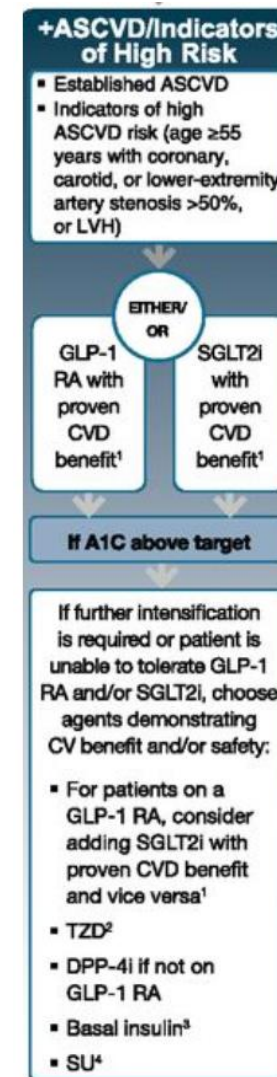 +ASCVD/Indicators
of High Risk
▪ Established ASCVD
▪ Indicators of high
ASCVD risk (age ≥55
years with coronary,
carotid, or lower-extremity
artery stenosis >50%,
or LVH)
EITHER/
OR
GLP-1
RA with
proven
CVD
benefit¹
SGLT2i
with
proven
CVD
benefit¹
If A1C above target
If further intensification
is required or patient is
unable to tolerate GLP-1
RA and/or SGLT2i, choose
agents demonstrating
CV benefit and/or safety:
▪ For patients on a
GLP-1 RA, consider
adding SGLT2i with
proven CVD benefit
and vice versa¹
▪ TZD²
▪ DPP-4i if not on
GLP-1 RA
▪ Basal insulin³
▪ SU⁴